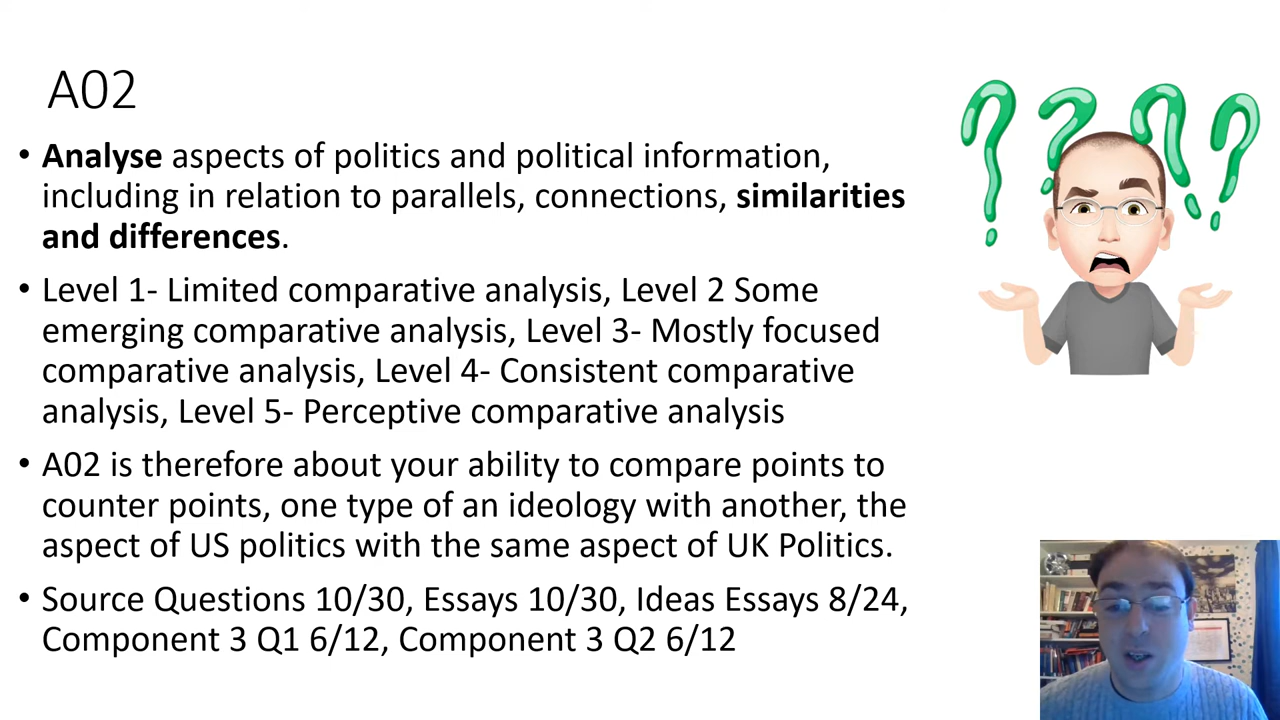 A02
• Analyse aspects of politics and political information,
including in relation to parallels, connections, similarities
and differences.
• Level 1- Limited comparative analysis, Level 2 Some
emerging comparative analysis, Level 3- Mostly focused
comparative analysis, Level 4- Consistent comparative
analysis, Level 5- Perceptive comparative analysis
• A02 is therefore about your ability to compare points to
counter points, one type of an ideology with another, the
aspect of US politics with the same aspect of UK Politics.
• Source Questions 10/30, Essays 10/30, Ideas Essays 8/24,
Component 3 Q1 6/12, Component 3 Q2 6/12